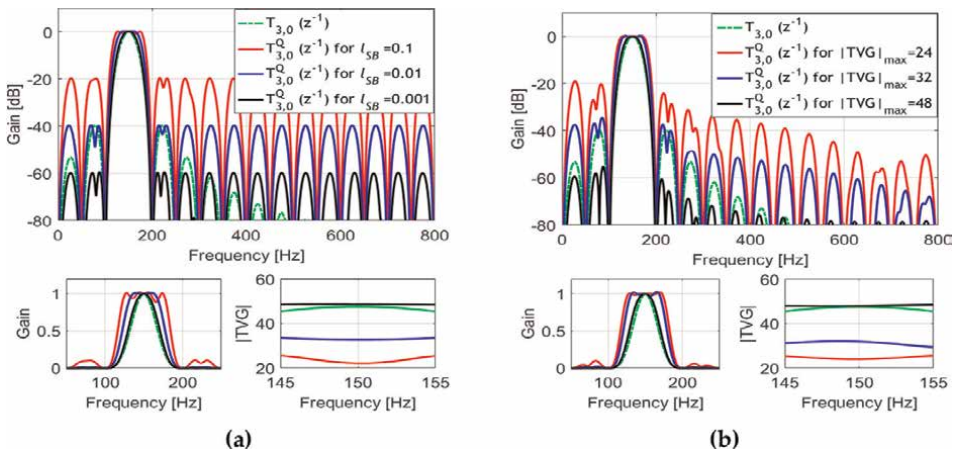 Gain [dB]
0
-20
-40
-60
-80
T3,0 (z-1)
TQ3,0 (z-1) for lSB=0.1
TQ3,0 (z-1) for lSB=0.01
TQ3,0 (z-1) for lSB=0.001
0 200 400 600 800
Frequency [Hz]
Gain
1
0.5
0
100 200
Frequency [Hz]
|TVG|
60
40
20
145 150 155
Frequency [Hz]
(a)
Gain [dB]
0
-20
-40
-60
-80
T3,0 (z-1)
TQ3,0 (z-1) for |TVG|max=24
TQ3,0 (z-1) for |TVG|max=32
TQ3,0 (z-1) for |TVG|max=48
0 200 400 600 800
Frequency [Hz]
Gain
1
0.5
0
100 200
Frequency [Hz]
|TVG|
60
40
20
145 150 155
Frequency [Hz]
(b)